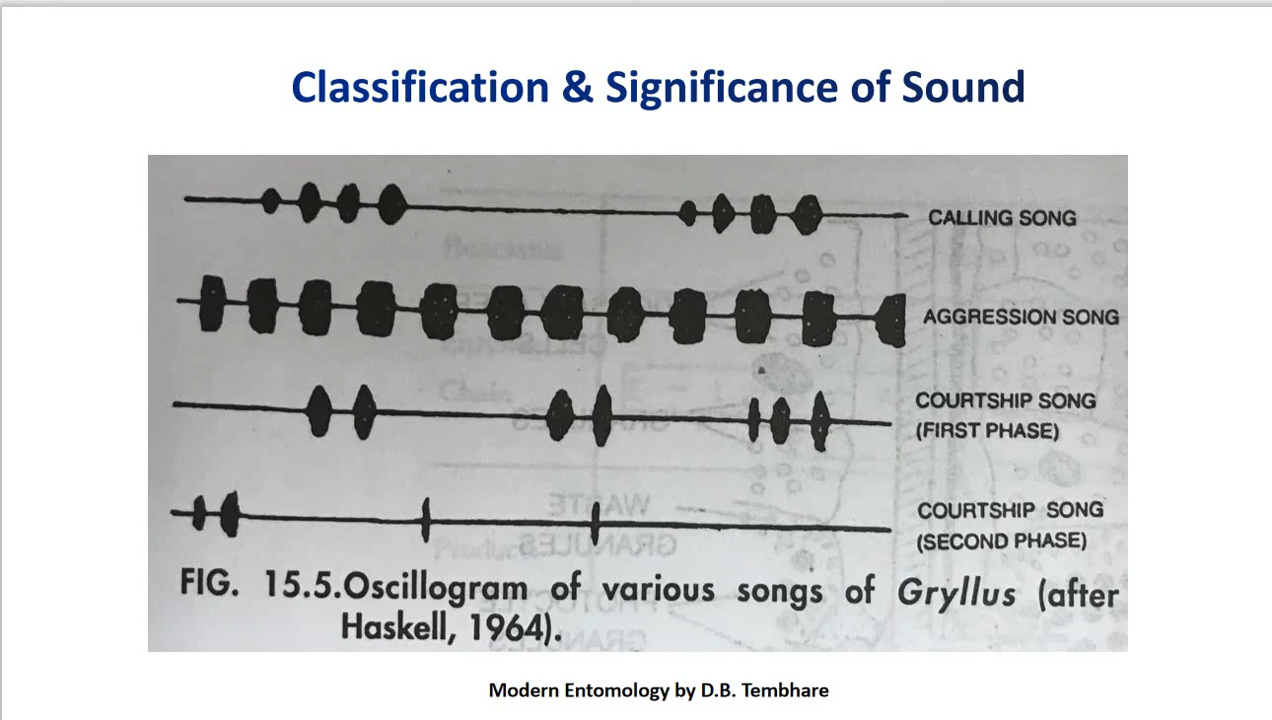 Classification & Significance of Sound
CALLING SONG
AGGRESSION SONG
COURTSHIP SONG
(FIRST PHASE)
COURTSHIP SONG
(SECOND PHASE)
FIG. 15.5.Oscillogram of various songs of Gryllus (after
Haskell, 1964).
Modern Entomology by D.B. Tembhare